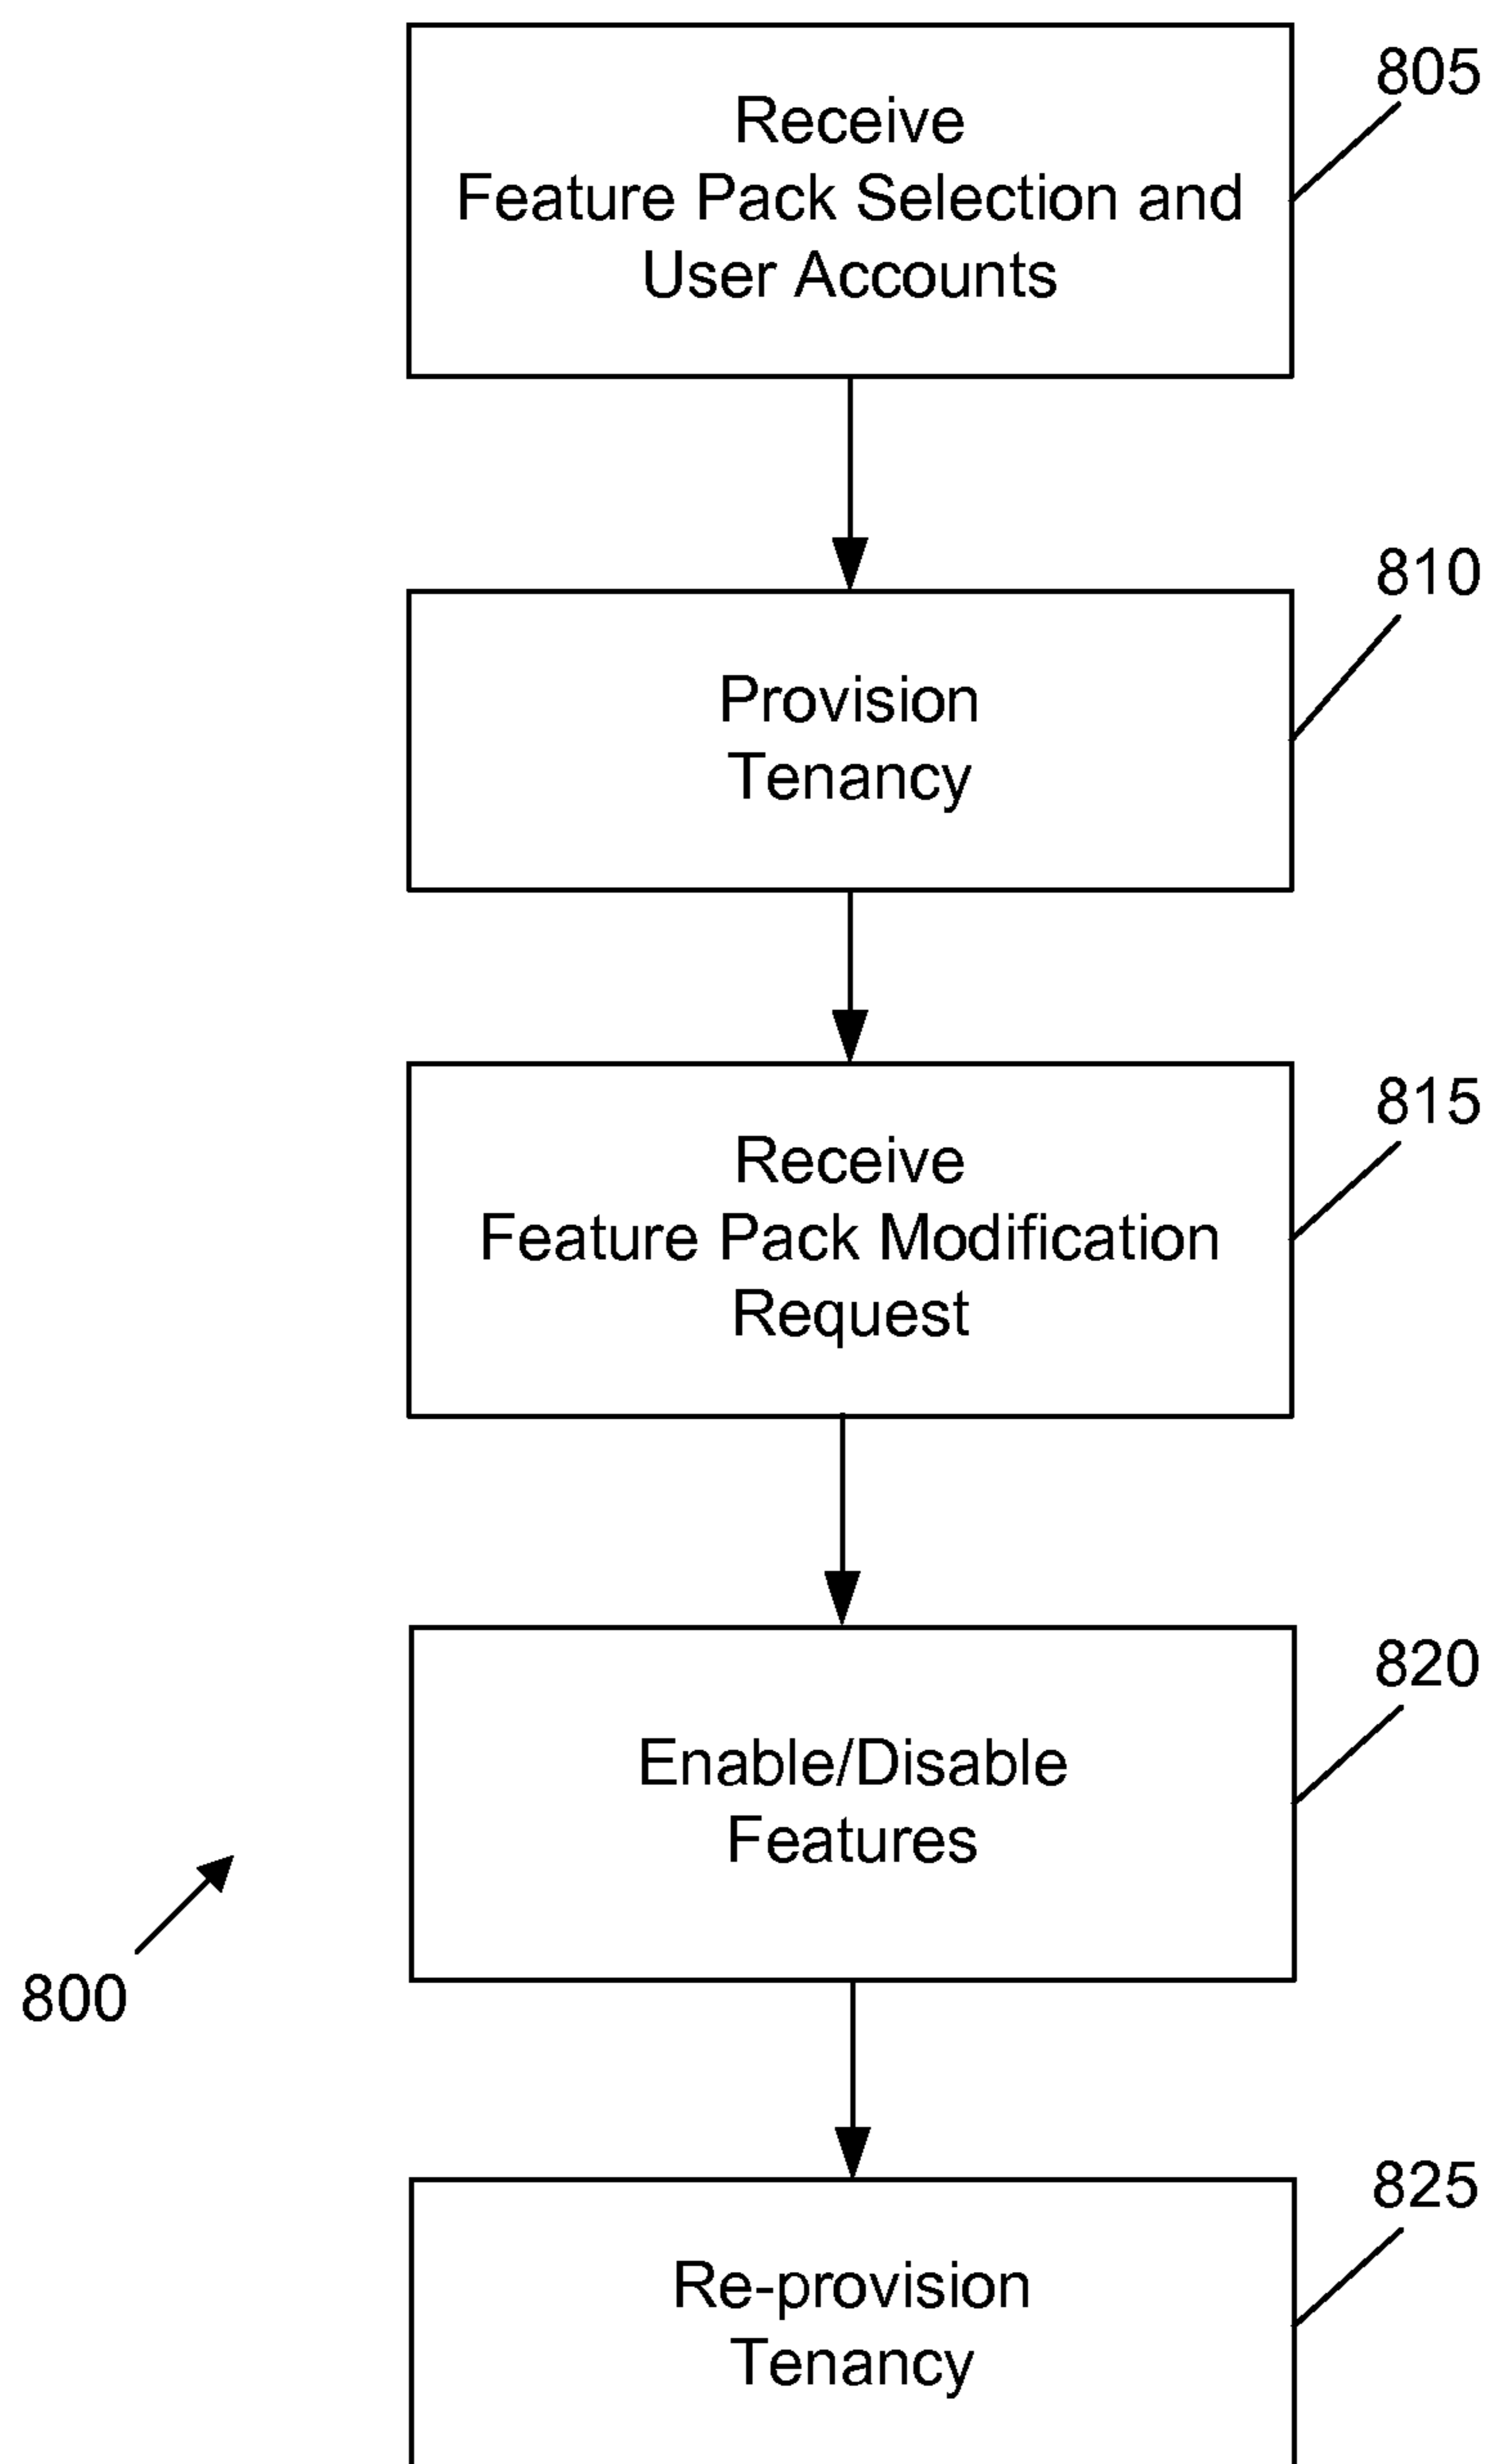 Receive
Feature Pack Selection and
User Accounts
805
Provision
Tenancy
810
Receive
Feature Pack Modification
Request
815
Enable/Disable
Features
820
800
Re-provision
Tenancy
825